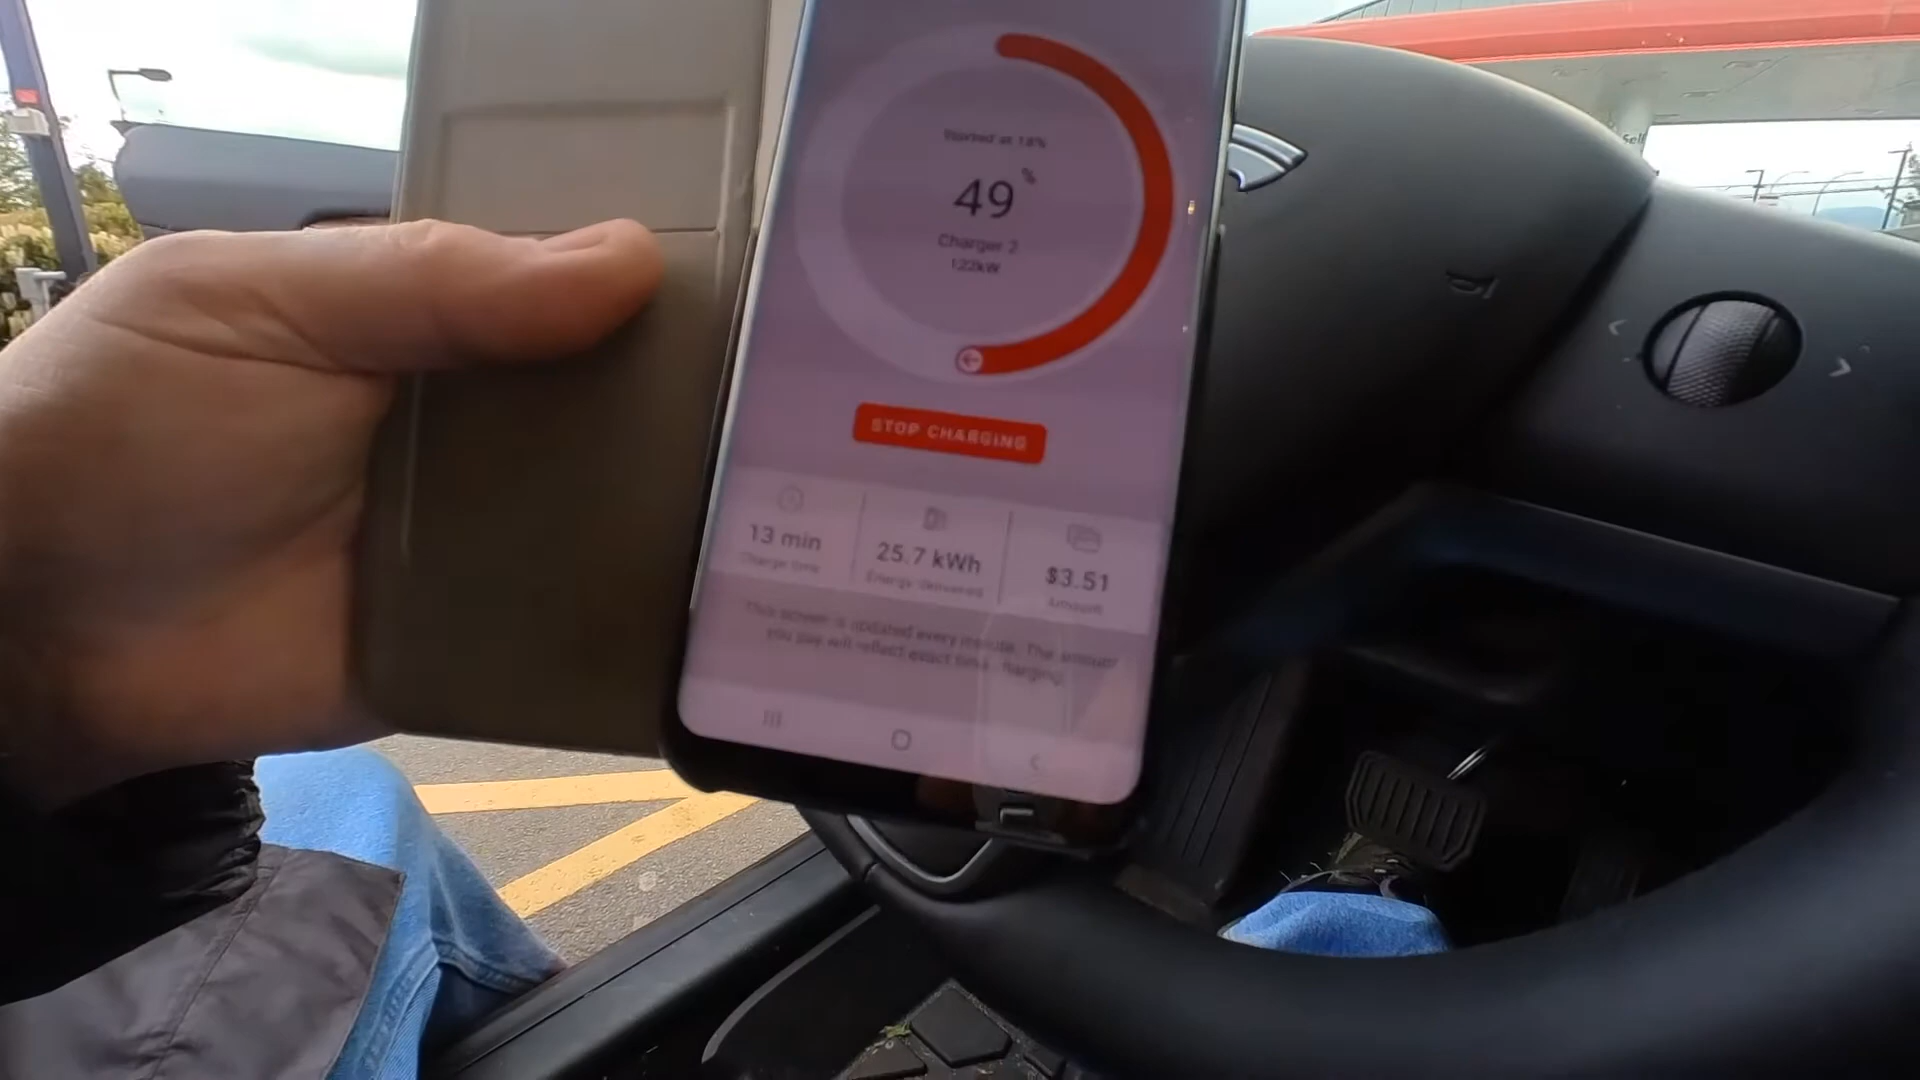 Started at 18%
49 %
Charger 2
122kW
STOP CHARGING
13 min
Charge time
25.7 kWh
Energy Delivered
$3.51
Amount
This screen is updated every minute. The amount
you pay will reflect exact time charging.
Sel